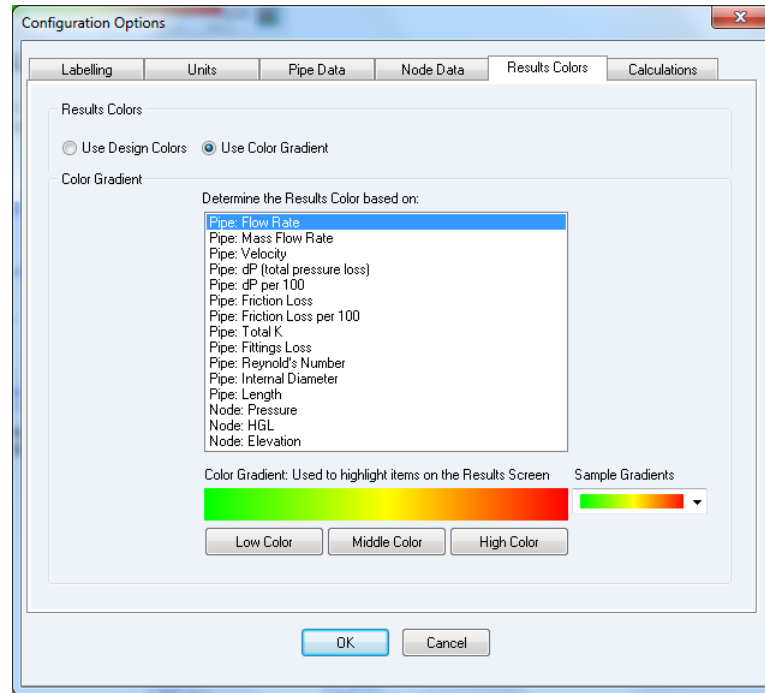 Configuration Options
x
Labelling Units Pipe Data Node Data Results Colors Calculations
Results Colors
Use Design Colors Use Color Gradient
Color Gradient
Determine the Results Color based on:
Pipe: Flow Rate
Pipe: Mass Flow Rate
Pipe: Velocity
Pipe: dP (total pressure loss)
Pipe: dP per 100
Pipe: Friction Loss
Pipe: Friction Loss per 100
Pipe: Total K
Pipe: Fittings Loss
Pipe: Reynold's Number
Pipe: Internal Diameter
Pipe: Length
Node: Pressure
Node: HGL
Node: Elevation
Color Gradient: Used to highlight items on the Results Screen Sample Gradients
Low Color Middle Color High Color
OK Cancel